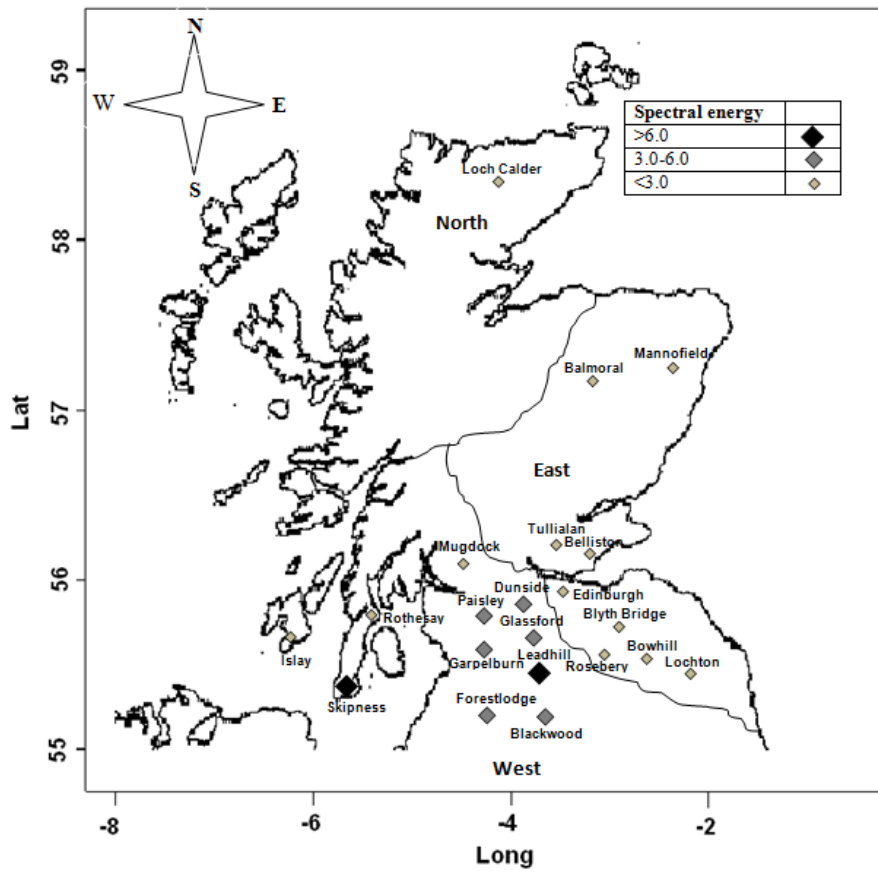 N
W
E
S
Spectral energy
>6.0
3.0-6.0
<3.0
59
58
57
56
55
Lat
Loch Calder
North
Mannofield
Balmoral
East
Tullialan
Belliston
Mugdock
Dunside
Edinburgh
Paisley
Blyth Bridge
Rothesay
Glassford
Bowhill
Leadhill
Islay
Garpelburn
Rosebery
Lochton
Forestlodge
Skipness
Blackwood
West
-8
-6
-4
-2
Long